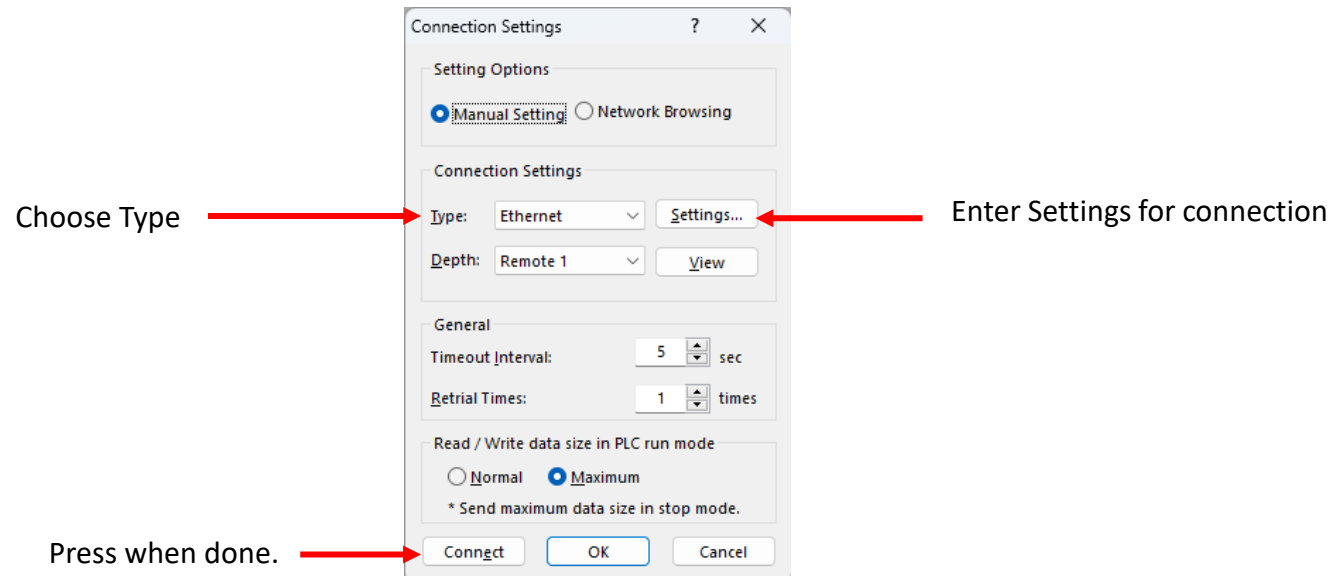 Connection Settings ? ×
Setting Options
Manual Setting Network Browsing
Connection Settings
Choose Type
Type: Ethernet Settings...
Enter Settings for connection
Depth: Remote 1 View
General
Timeout Interval: 5 sec
Retrial Times: 1 times
Read / Write data size in PLC run mode
Normal Maximum
* Send maximum data size in stop mode.
Press when done.
Connect OK Cancel